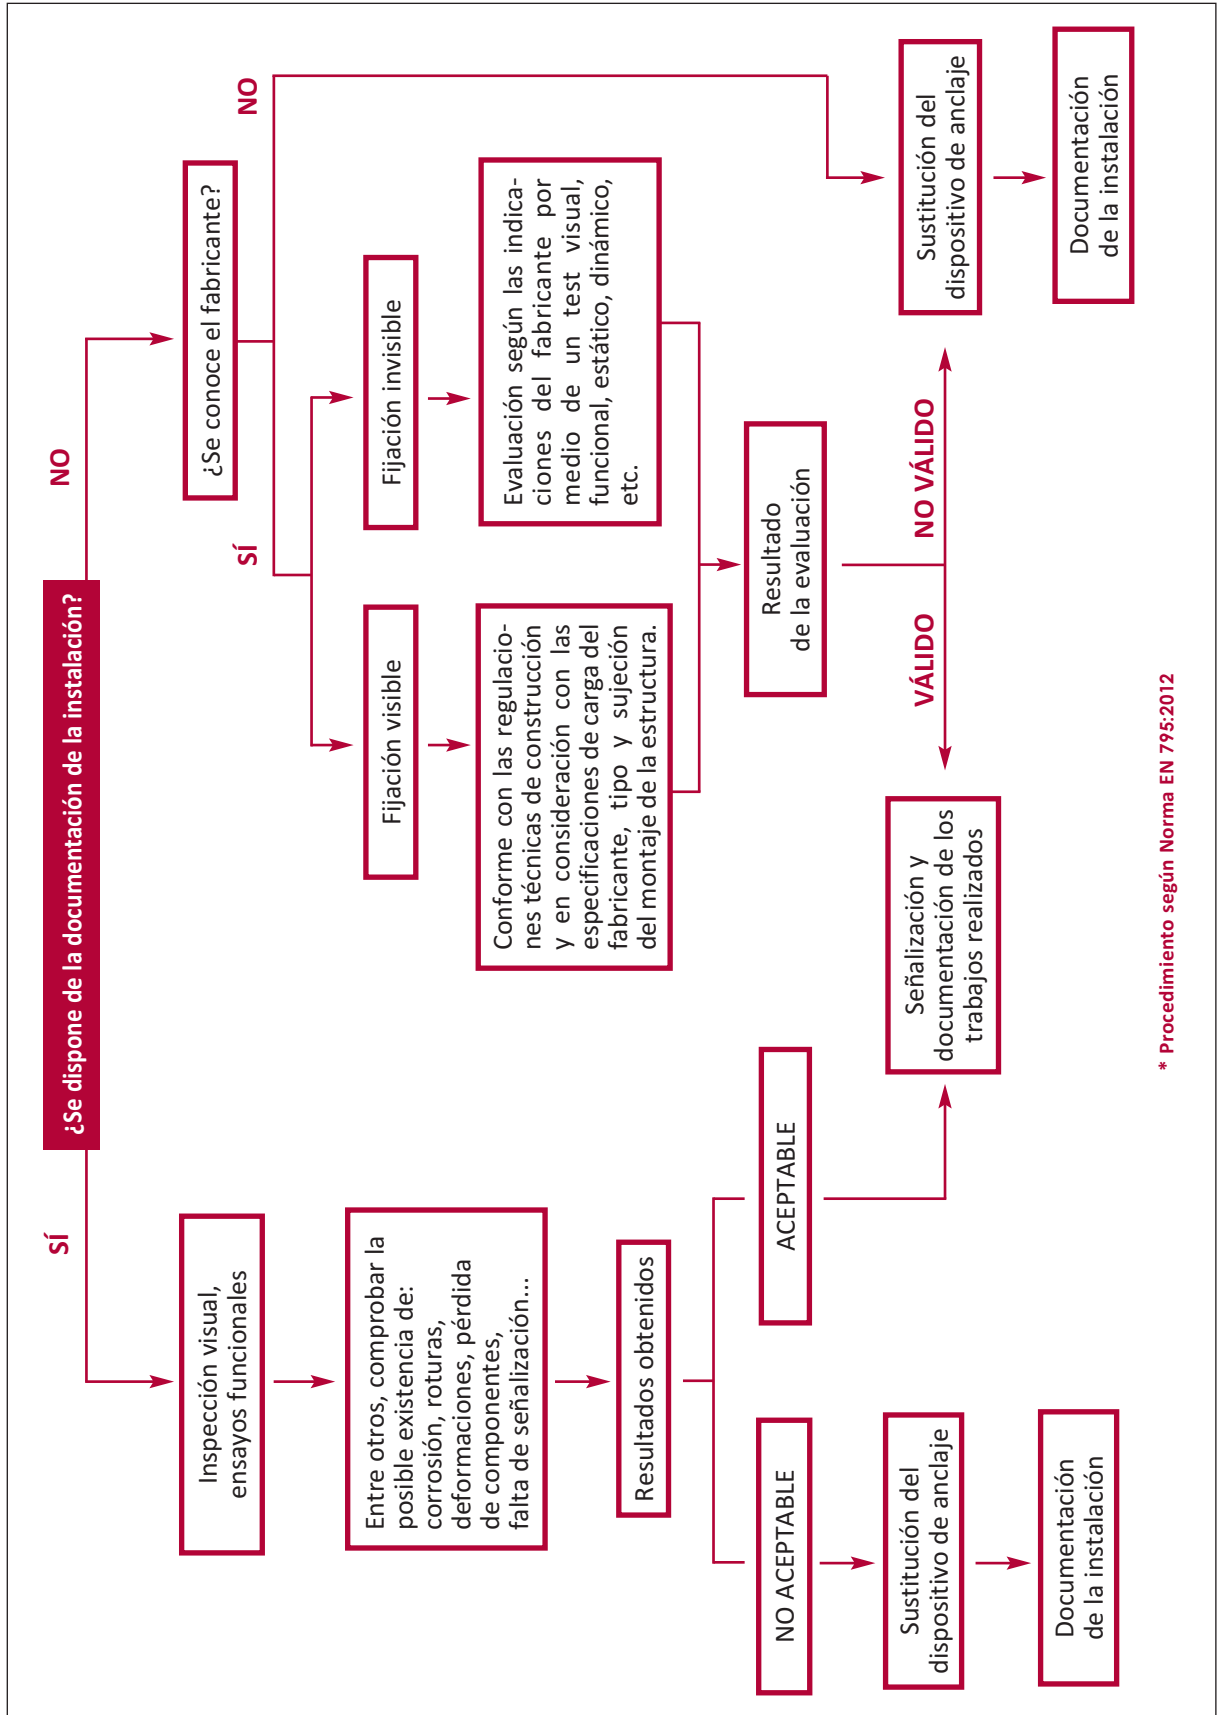 ¿Se dispone de la documentación de la instalación?
SÍ
NO
Inspección visual,
ensayos funcionales
Entre otros, comprobar la
posible existencia de:
corrosión, roturas,
deformaciones, pérdida
de componentes,
falta de señalización...
Resultados obtenidos
NO ACEPTABLE
ACEPTABLE
Sustitución del
dispositivo de anclaje
Documentación
de la instalación
¿Se conoce el fabricante?
SÍ
NO
Fijación visible
Fijación invisible
Conforme con las regulacio-
nes técnicas de construcción
y en consideración con las
especificaciones de carga del
fabricante, tipo y sujeción
del montaje de la estructura.
Evaluación según las indica-
ciones del fabricante por
medio de un test visual,
funcional, estático, dinámico,
etc.
Resultado
de la evaluación
VÁLIDO
NO VÁLIDO
Señalización y
documentación de los
trabajos realizados
Sustitución del
dispositivo de anclaje
Documentación
de la instalación
* Procedimiento según Norma EN 795:2012